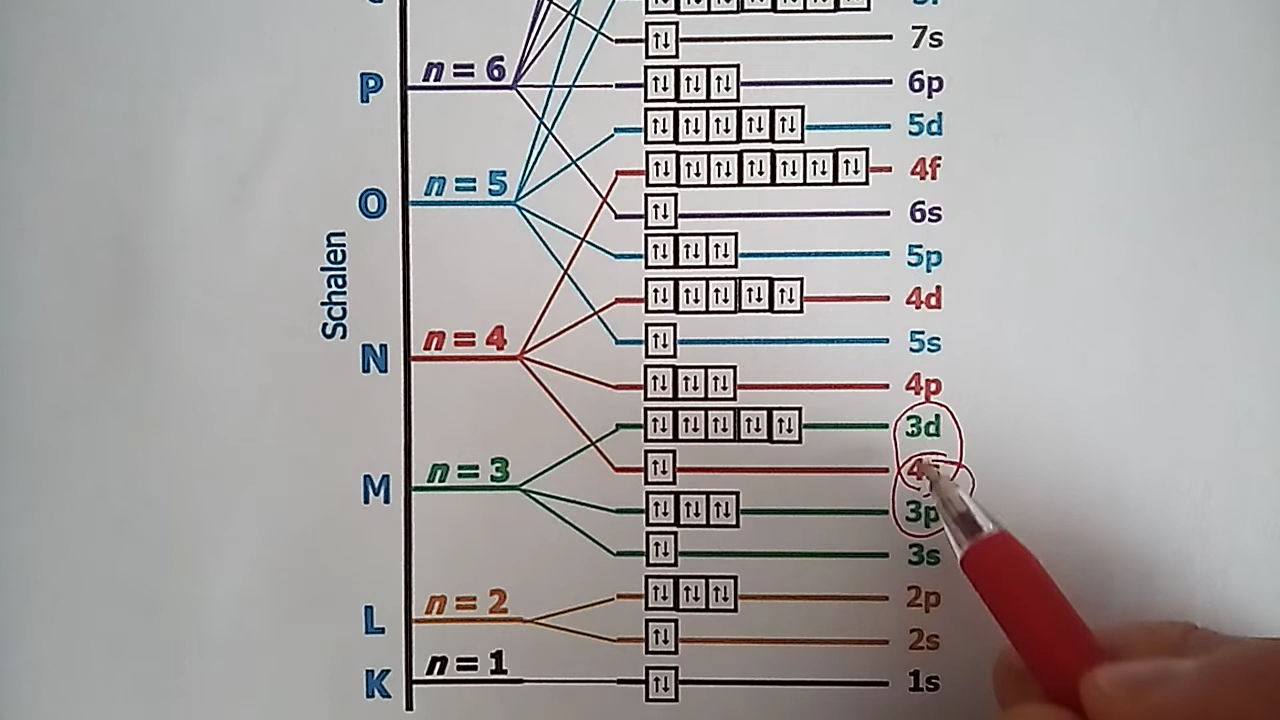 7s
n = 6
P
6p
5d
4f
n = 5
O
6s
5p
Schalen
4d
n = 4
5s
N
4p
3d
n = 3
4s
M
3p
3s
n = 2
2p
L
2s
n = 1
K
1s